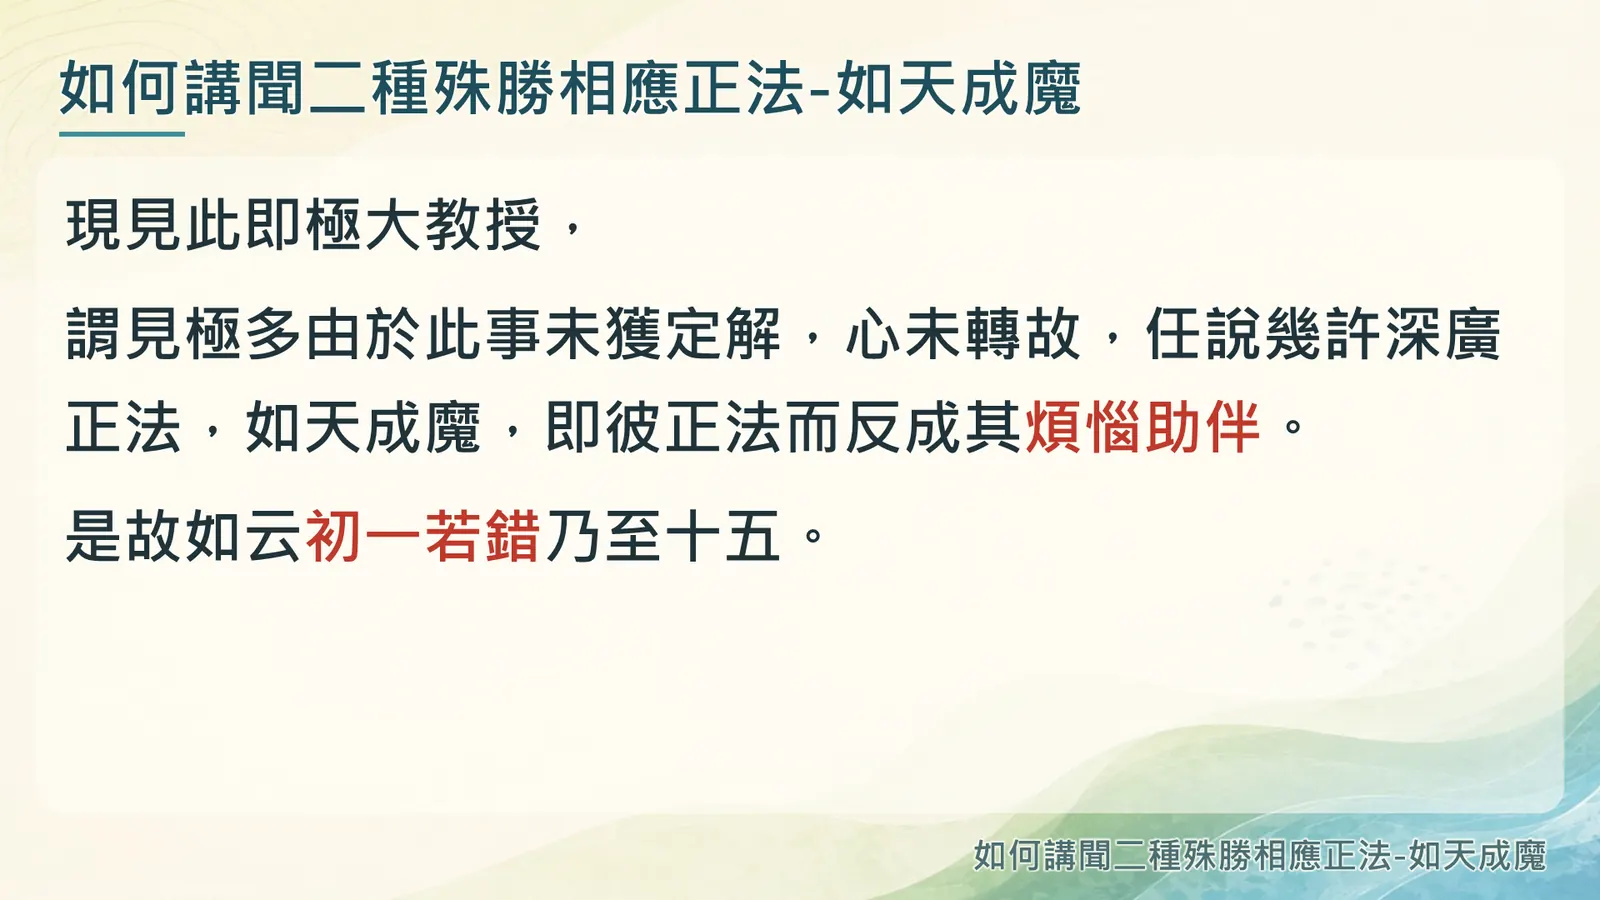 如何講聞二種殊勝相應正法-如天成魔
現見此即極大教授，
謂見極多由於此事未獲定解，心未轉故，任說幾許深廣
正法，如天成魔，即彼正法而反成其煩惱助伴。
是故如云初一若錯乃至十五。
如何講聞二種殊勝相應正法-如天成魔